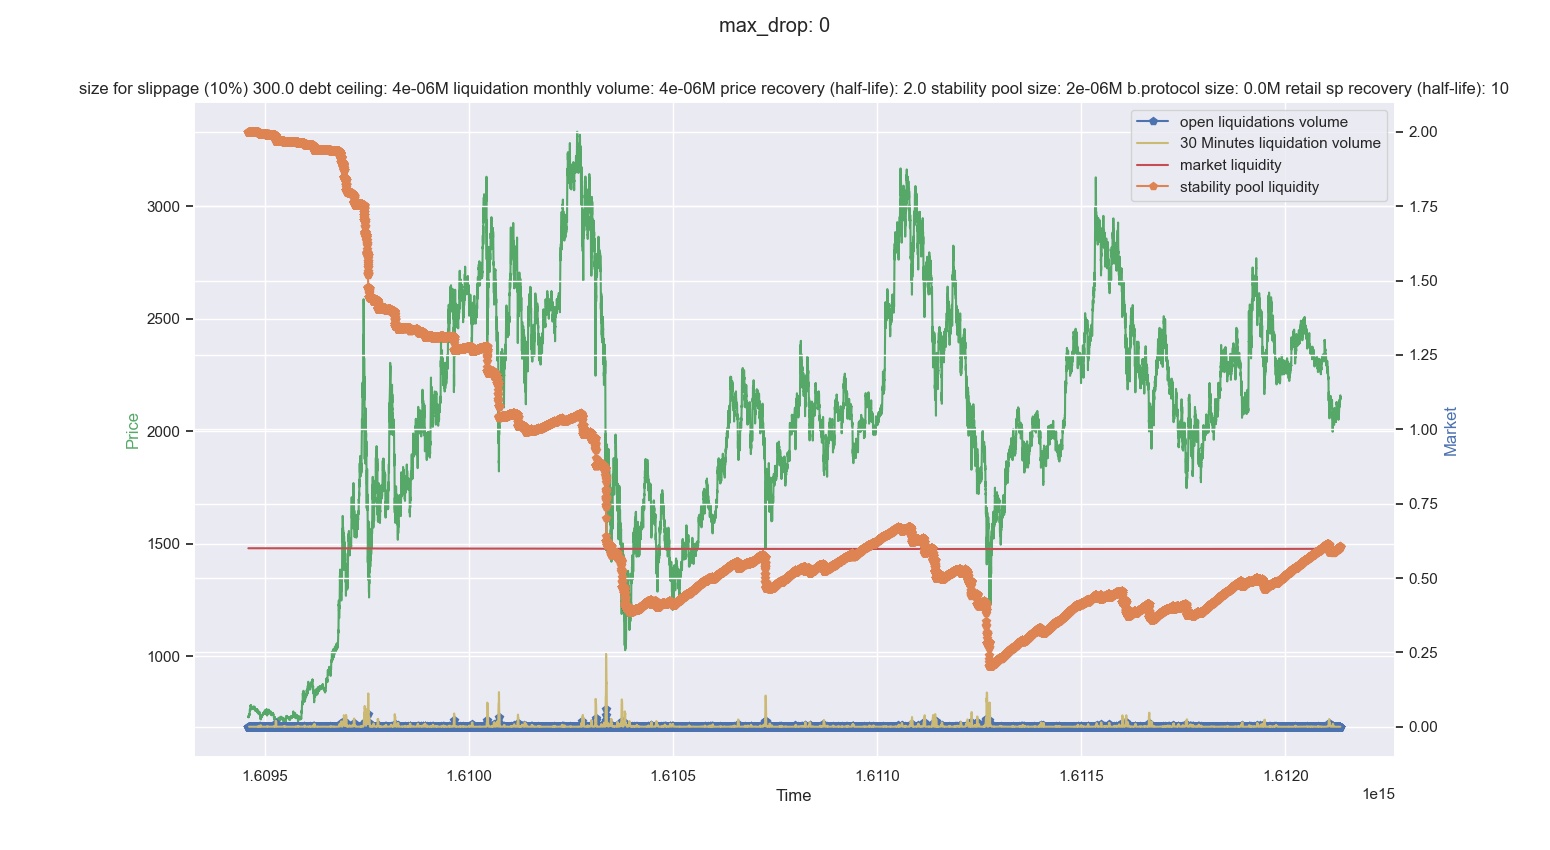 max_drop: 0
size for slippage (10%) 300.0 debt ceiling: 4e-06M liquidation monthly volume: 4e-06M price recovery (half-life): 2.0 stability pool size: 2e-06M b.protocol size: 0.0M retail sp recovery (half-life): 10
open liquidations volume
30 Minutes liquidation volume
market liquidity
stability pool liquidity
3000
2500
2000
1500
1000
Price
2.00
1.75
1.50
1.25
1.00
0.75
0.50
0.25
0.00
Market
1.6095
1.6100
1.6105
1.6110
1.6115
1.6120
1e15
Time